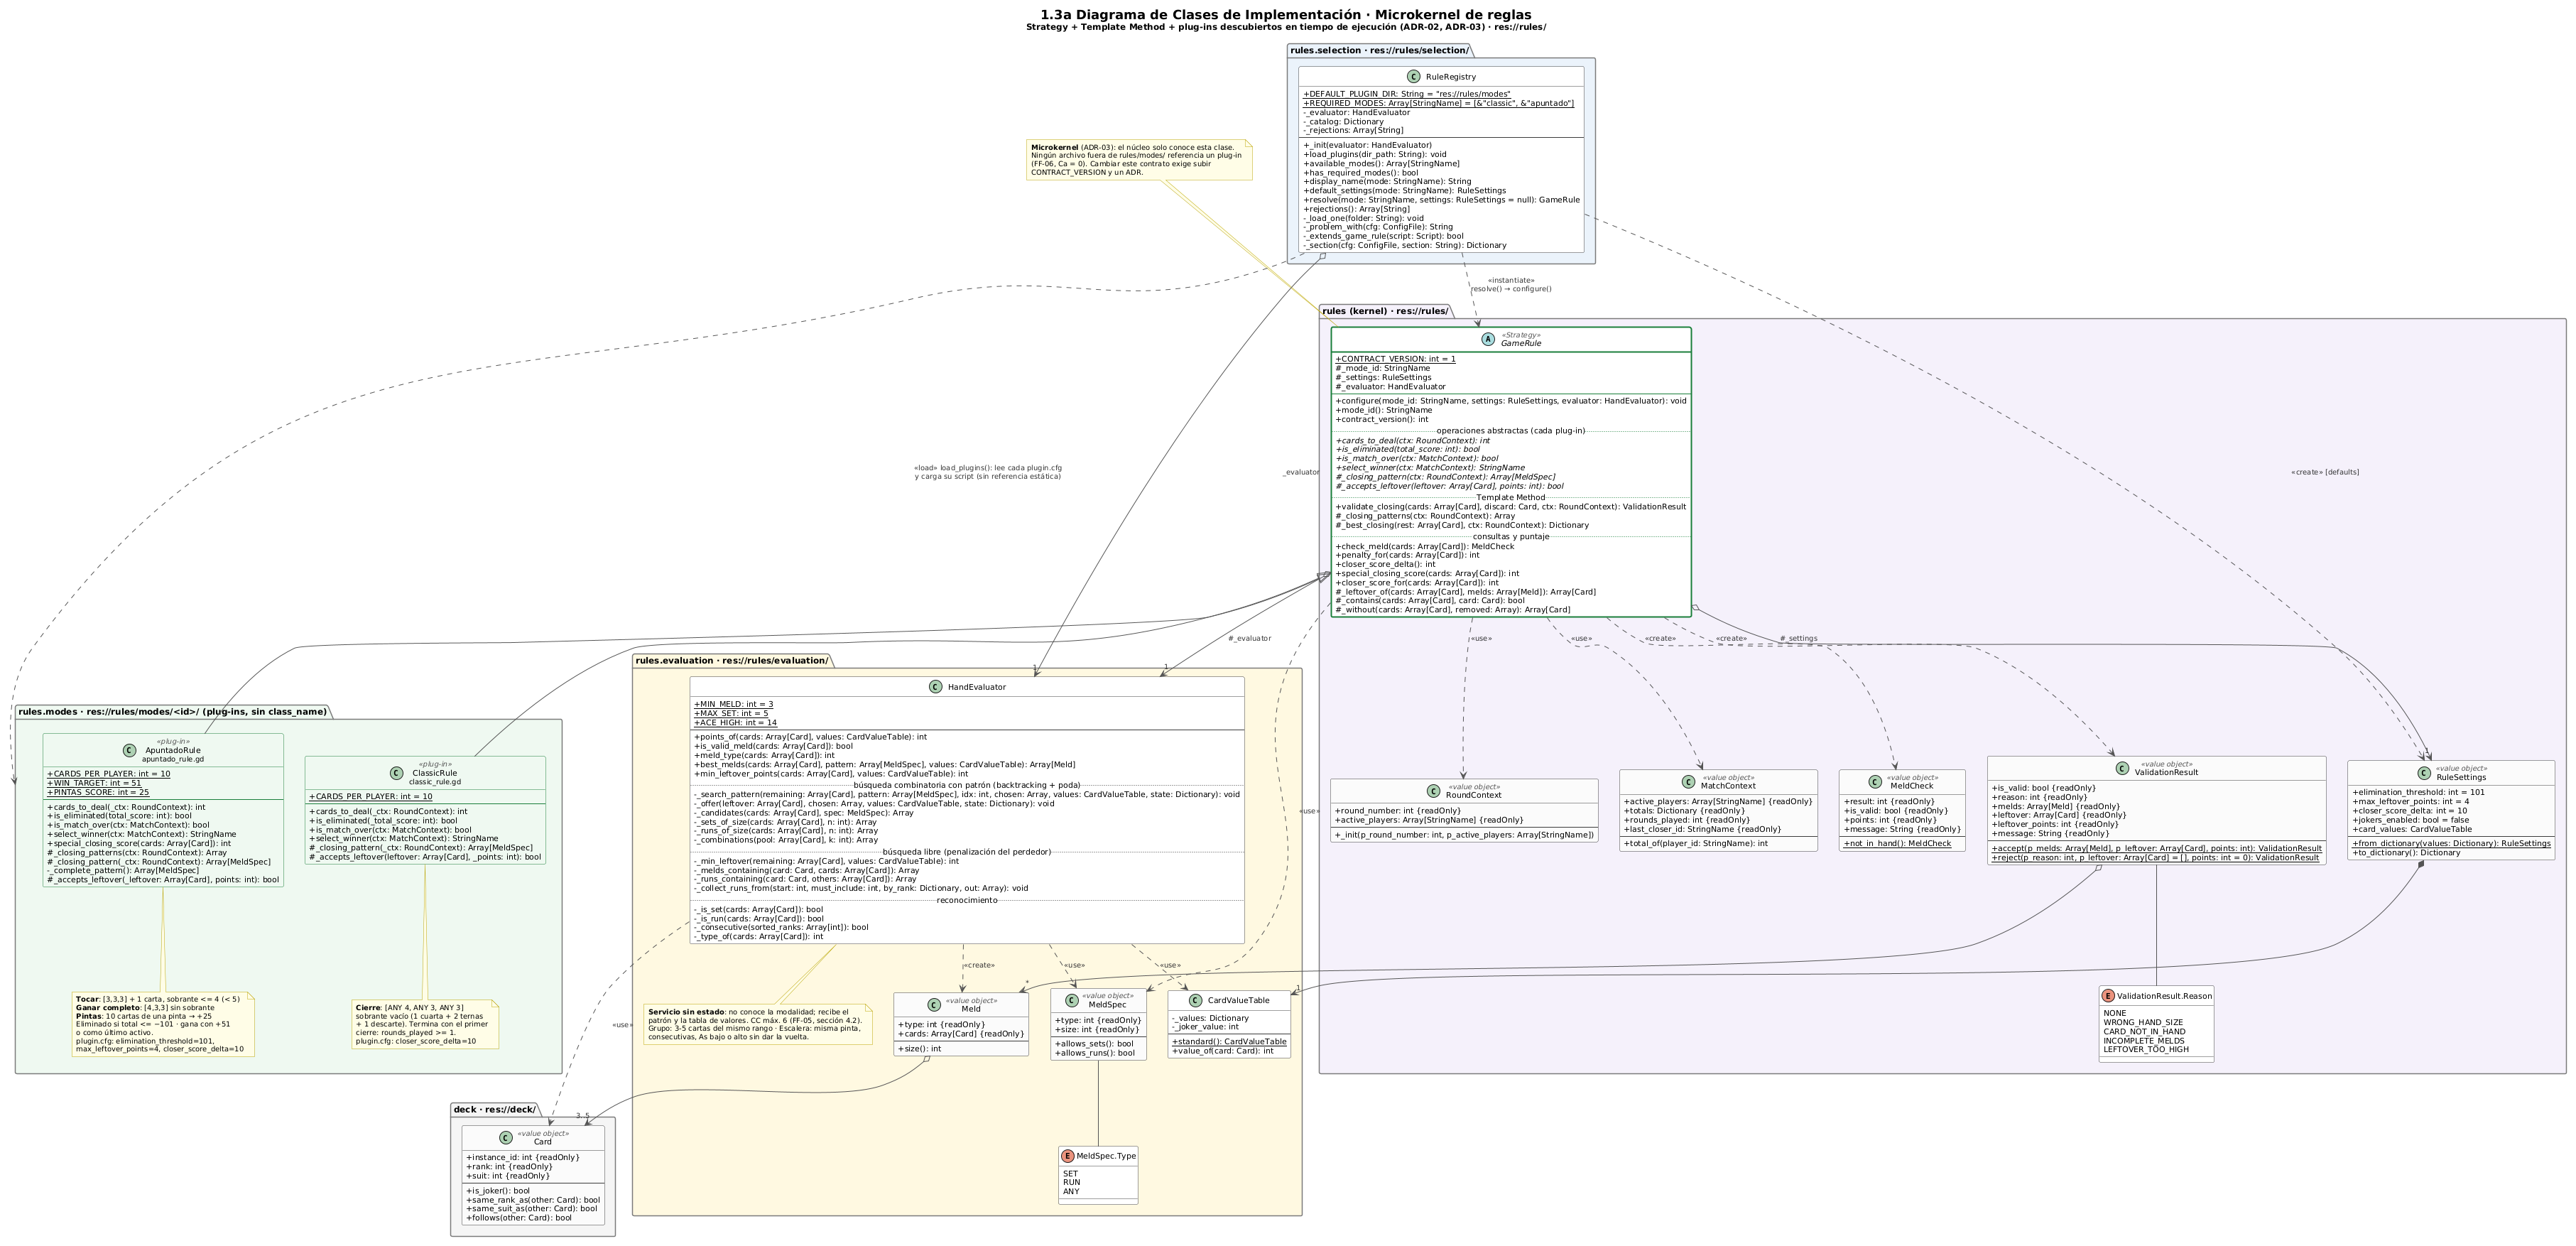 1.3a Diagrama de Clases de Implementación · Microkernel de reglas
Strategy + Template Method + plug-ins descubiertos en tiempo de ejecución (ADR-02, ADR-03) · res://rules/
rules.selection · res://rules/selection/
RuleRegistry
+DEFAULT_PLUGIN_DIR: String = "res://rules/modes"
+REQUIRED_MODES: Array[StringName] = [&"classic", &"apuntado"]
-_evaluator: HandEvaluator
-_catalog: Dictionary
-_rejections: Array[String]
+_init(evaluator: HandEvaluator)
+load_plugins(dir_path: String): void
+available_modes(): Array[StringName]
+has_required_modes(): bool
+display_name(mode: StringName): String
+default_settings(mode: StringName): RuleSettings
+resolve(mode: StringName, settings: RuleSettings = null): GameRule
+rejections(): Array[String]
-_load_one(folder: String): void
-_problem_with(cfg: ConfigFile): String
-_extends_game_rule(script: Script): bool
-_section(cfg: ConfigFile, section: String): Dictionary
Microkernel (ADR-03): el núcleo solo conoce esta clase.
Ningún archivo fuera de rules/modes/ referencia un plug-in
(FF-06, Ca = 0). Cambiar este contrato exige subir
CONTRACT_VERSION y un ADR.
«instantiate»
resolve() → configure()
rules (kernel) · res://rules/
«Strategy»
GameRule
+CONTRACT_VERSION: int = 1
#_mode_id: StringName
#_settings: RuleSettings
#_evaluator: HandEvaluator
+configure(mode_id: StringName, settings: RuleSettings, evaluator: HandEvaluator): void
+mode_id(): StringName
+contract_version(): int
operaciones abstractas (cada plug-in)
+cards_to_deal(ctx: RoundContext): int
+is_eliminated(total_score: int): bool
+is_match_over(ctx: MatchContext): bool
+select_winner(ctx: MatchContext): StringName
#_closing_pattern(ctx: RoundContext): Array[MeldSpec]
#_accepts_leftover(leftover: Array[Card], points: int): bool
Template Method
+validate_closing(cards: Array[Card], discard: Card, ctx: RoundContext): ValidationResult
#_closing_patterns(ctx: RoundContext): Array
#_best_closing(rest: Array[Card], ctx: RoundContext): Dictionary
consultas y puntaje
+check_meld(cards: Array[Card]): MeldCheck
+penalty_for(cards: Array[Card]): int
+closer_score_delta(): int
+special_closing_score(cards: Array[Card]): int
+closer_score_for(cards: Array[Card]): int
#_leftover_of(cards: Array[Card], melds: Array[Meld]): Array[Card]
#_contains(cards: Array[Card], card: Card): bool
#_without(cards: Array[Card], removed: Array): Array[Card]
«load» load_plugins(): lee cada plugin.cfg
y carga su script (sin referencia estática)
_evaluator
«create» [defaults]
#_evaluator
«use»
«use»
«create»
«create»
#_settings
1
1
1
rules.modes · res://rules/modes/<id>/ (plug-ins, sin class_name)
«plug-in»
ApuntadoRule
apuntado_rule.gd
+CARDS_PER_PLAYER: int = 10
+WIN_TARGET: int = 51
+PINTAS_SCORE: int = 25
+cards_to_deal(_ctx: RoundContext): int
+is_eliminated(total_score: int): bool
+is_match_over(ctx: MatchContext): bool
+select_winner(ctx: MatchContext): StringName
+special_closing_score(cards: Array[Card]): int
#_closing_patterns(ctx: RoundContext): Array
#_closing_pattern(_ctx: RoundContext): Array[MeldSpec]
-_complete_pattern(): Array[MeldSpec]
#_accepts_leftover(_leftover: Array[Card], points: int): bool
«plug-in»
ClassicRule
classic_rule.gd
+CARDS_PER_PLAYER: int = 10
+cards_to_deal(_ctx: RoundContext): int
+is_eliminated(_total_score: int): bool
+is_match_over(ctx: MatchContext): bool
+select_winner(ctx: MatchContext): StringName
#_closing_pattern(_ctx: RoundContext): Array[MeldSpec]
#_accepts_leftover(leftover: Array[Card], _points: int): bool
Tocar: [3,3,3] + 1 carta, sobrante <= 4 (< 5)
Ganar completo: [4,3,3] sin sobrante
Pintas: 10 cartas de una pinta → +25
Eliminado si total <= −101 · gana con +51
o como último activo.
plugin.cfg: elimination_threshold=101,
max_leftover_points=4, closer_score_delta=10
Cierre: [ANY 4, ANY 3, ANY 3]
sobrante vacío (1 cuarta + 2 ternas
+ 1 descarte). Termina con el primer
cierre: rounds_played >= 1.
plugin.cfg: closer_score_delta=10
rules.evaluation · res://rules/evaluation/
HandEvaluator
+MIN_MELD: int = 3
+MAX_SET: int = 5
+ACE_HIGH: int = 14
+points_of(cards: Array[Card], values: CardValueTable): int
+is_valid_meld(cards: Array[Card]): bool
+meld_type(cards: Array[Card]): int
+best_melds(cards: Array[Card], pattern: Array[MeldSpec], values: CardValueTable): Array[Meld]
+min_leftover_points(cards: Array[Card], values: CardValueTable): int
búsqueda combinatoria con patrón (backtracking + poda)
-_search_pattern(remaining: Array[Card], pattern: Array[MeldSpec], idx: int, chosen: Array, values: CardValueTable, state: Dictionary): void
-_offer(leftover: Array[Card], chosen: Array, values: CardValueTable, state: Dictionary): void
-_candidates(cards: Array[Card], spec: MeldSpec): Array
-_sets_of_size(cards: Array[Card], n: int): Array
-_runs_of_size(cards: Array[Card], n: int): Array
-_combinations(pool: Array[Card], k: int): Array
búsqueda libre (penalización del perdedor)
-_min_leftover(remaining: Array[Card], values: CardValueTable): int
-_melds_containing(card: Card, cards: Array[Card]): Array
-_runs_containing(card: Card, others: Array[Card]): Array
-_collect_runs_from(start: int, must_include: int, by_rank: Dictionary, out: Array): void
reconocimiento
-_is_set(cards: Array[Card]): bool
-_is_run(cards: Array[Card]): bool
-_consecutive(sorted_ranks: Array[int]): bool
-_type_of(cards: Array[Card]): int
«use»
«value object»
RoundContext
+round_number: int {readOnly}
+active_players: Array[StringName] {readOnly}
+_init(p_round_number: int, p_active_players: Array[StringName])
«value object»
MatchContext
+active_players: Array[StringName] {readOnly}
+totals: Dictionary {readOnly}
+rounds_played: int {readOnly}
+last_closer_id: StringName {readOnly}
+total_of(player_id: StringName): int
«value object»
MeldCheck
+result: int {readOnly}
+is_valid: bool {readOnly}
+points: int {readOnly}
+message: String {readOnly}
+not_in_hand(): MeldCheck
«value object»
ValidationResult
+is_valid: bool {readOnly}
+reason: int {readOnly}
+melds: Array[Meld] {readOnly}
+leftover: Array[Card] {readOnly}
+leftover_points: int {readOnly}
+message: String {readOnly}
+accept(p_melds: Array[Meld], p_leftover: Array[Card], points: int): ValidationResult
+reject(p_reason: int, p_leftover: Array[Card] = [], points: int = 0): ValidationResult
«value object»
RuleSettings
+elimination_threshold: int = 101
+max_leftover_points: int = 4
+closer_score_delta: int = 10
+jokers_enabled: bool = false
+card_values: CardValueTable
+from_dictionary(values: Dictionary): RuleSettings
+to_dictionary(): Dictionary
«create»
«use»
«use»
«use»
*
1
Servicio sin estado: no conoce la modalidad; recibe el
patrón y la tabla de valores. CC máx. 6 (FF-05, sección 4.2).
Grupo: 3-5 cartas del mismo rango · Escalera: misma pinta,
consecutivas, As bajo o alto sin dar la vuelta.
«value object»
Meld
+type: int {readOnly}
+cards: Array[Card] {readOnly}
+size(): int
«value object»
MeldSpec
+type: int {readOnly}
+size: int {readOnly}
+allows_sets(): bool
+allows_runs(): bool
CardValueTable
-_values: Dictionary
-_joker_value: int
+standard(): CardValueTable
+value_of(card: Card): int
ValidationResult.Reason
NONE
WRONG_HAND_SIZE
CARD_NOT_IN_HAND
INCOMPLETE_MELDS
LEFTOVER_TOO_HIGH
deck · res://deck/
3..5
«value object»
Card
+instance_id: int {readOnly}
+rank: int {readOnly}
+suit: int {readOnly}
+is_joker(): bool
+same_rank_as(other: Card): bool
+same_suit_as(other: Card): bool
+follows(other: Card): bool
MeldSpec.Type
SET
RUN
ANY